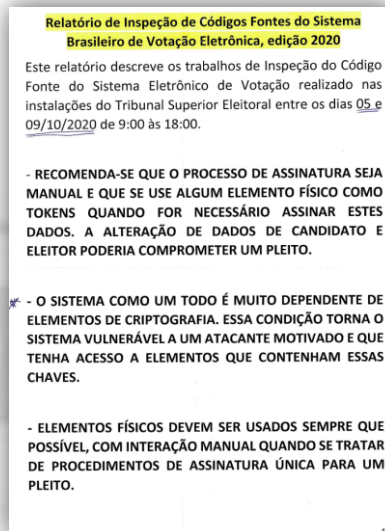 Relatório de Inspeção de Códigos Fontes do Sistema
Brasileiro de Votação Eletrônica, edição 2020
Este relatório descreve os trabalhos de Inspeção do Código
Fonte do Sistema Eletrônico de Votação realizado nas
instalações do Tribunal Superior Eleitoral entre os dias 05 e
09/10/2020 de 9:00 às 18:00.
- RECOMENDA-SE QUE O PROCESSO DE ASSINATURA SEJA
MANUAL E QUE SE USE ALGUM ELEMENTO FÍSICO COMO
TOKENS QUANDO FOR NECESSÁRIO ASSINAR ESTES
DADOS. A ALTERAÇÃO DE DADOS DE CANDIDATO E
ELEITOR PODERIA COMPROMETER UM PLEITO.
* - O SISTEMA COMO UM TODO É MUITO DEPENDENTE DE
ELEMENTOS DE CRIPTOGRAFIA. ESSA CONDIÇÃO TORNA O
SISTEMA VULNERÁVEL A UM ATACANTE MOTIVADO E QUE
TENHA ACESSO A ELEMENTOS QUE CONTENHAM ESSAS
CHAVES.
- ELEMENTOS FÍSICOS DEVEM SER USADOS SEMPRE QUE
POSSÍVEL, COM INTERAÇÃO MANUAL QUANDO SE TRATAR
DE PROCEDIMENTOS DE ASSINATURA ÚNICA PARA UM
PLEITO.